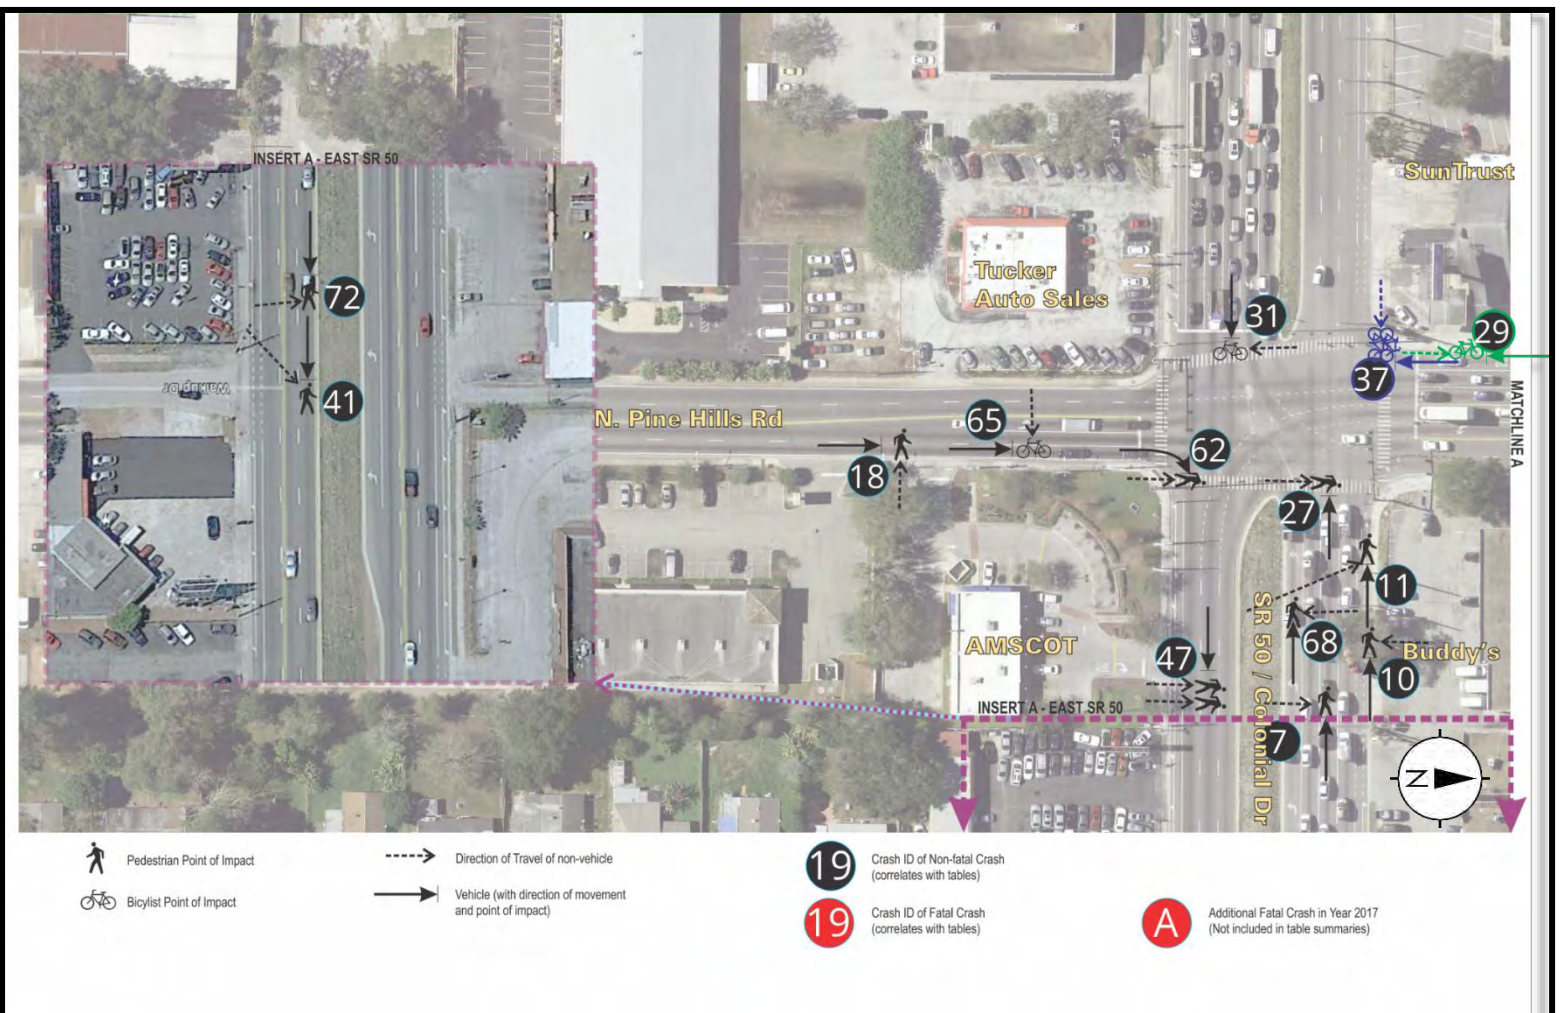 INSERT A - EAST SR 50
SunTrust
Tucker
Auto Sales
72
31
29
37
41
Wakulla Dr
N. Pine Hills Rd
65
62
18
MATCHLINE A
27
11
SR 50 / Colonial Dr
68
AMSCOT
47
Buddy's
10
INSERT A - EAST SR 50
7
Z
Pedestrian Point of Impact
Bicylist Point of Impact
Direction of Travel of non-vehicle
Vehicle (with direction of movement
and point of impact)
19
Crash ID of Non-fatal Crash
(correlates with tables)
19
Crash ID of Fatal Crash
(correlates with tables)
A
Additional Fatal Crash in Year 2017
(Not included in table summaries)